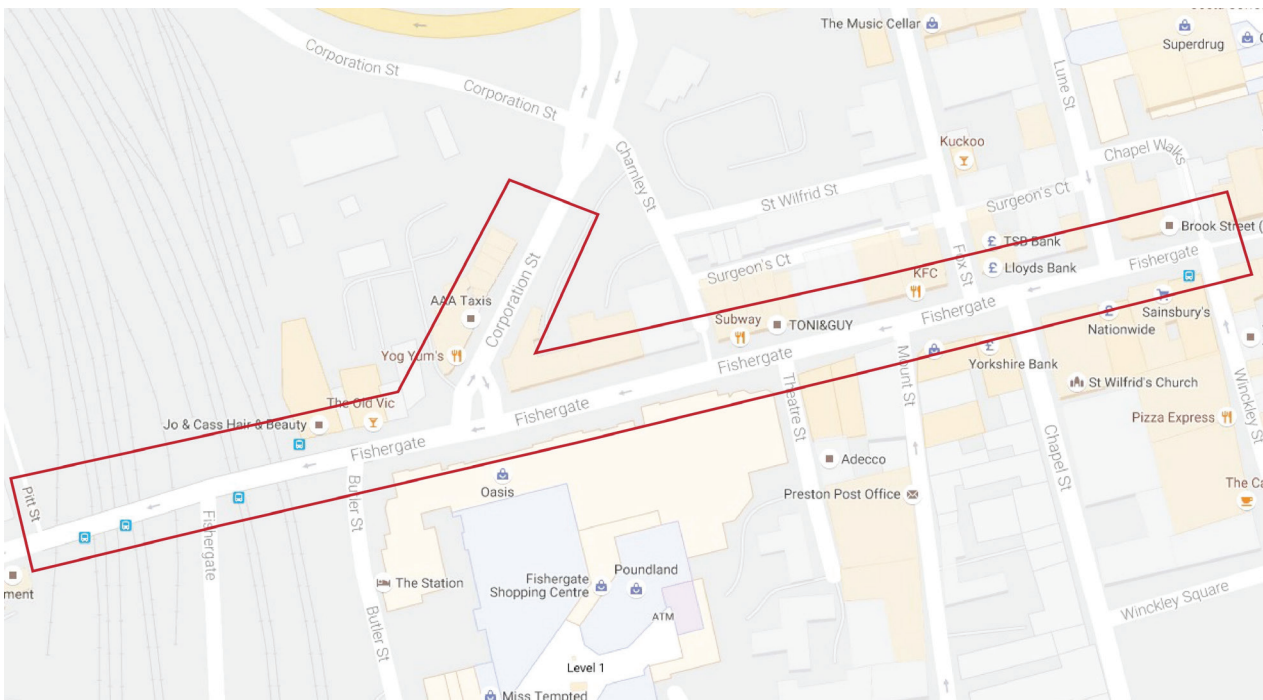 The Music Cellar
Superdrug
Corporation St
Corporation St
Lune St
Kuckoo
Chapel Walks
Charnley St
St Wilfrid St
Surgeon's Ct
Brook Street (
TSB Bank
Fishergate
Surgeon's Ct
Fox St
Lloyds Bank
KFC
AAA Taxis
Corporation St
Fishergate
Sainsbury's
Subway
TONI&GUY
Nationwide
Yog Yum's
Fishergate
Mount St
Yorkshire Bank
St Wilfrid's Church
The Old Vic
Fishergate
Theatre St
Winckley St
Pizza Express
Jo & Cass Hair & Beauty
Fishergate
Chapel St
Adecco
Pitt St
Oasis
Butler St
Preston Post Office
The Ca
Fishergate
ment
The Station
Fishergate
Shopping Centre
Poundland
ATM
Winckley Square
Butler St
Level 1
Miss Tempted